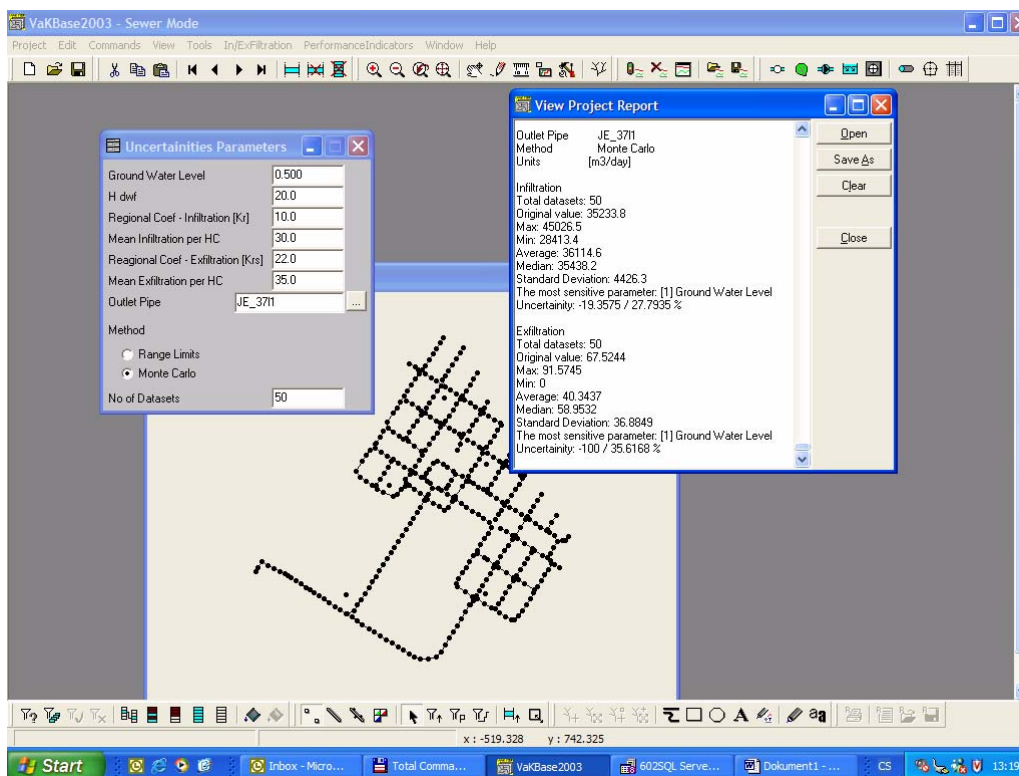 VaKBase2003 - Sewer Mode
Project Edit Commands View Tools In/ExFiltration PerformanceIndicators Window Help
Uncertainities Parameters
Ground Water Level 0.500
H dwf 20.0
Regional Coef - Infiltration [Kr] 10.0
Mean Infiltration per HC 30.0
Reagional Coef - Exfiltration [Krs] 22.0
Mean Exfiltration per HC 35.0
Outlet Pipe JE_37I1 ...
Method
Range Limits
Monte Carlo
No of Datasets 50
View Project Report
Outlet Pipe JE_37I1
Method Monte Carlo
Units [m3/day]
Infiltration
Total datasets: 50
Original value: 35233.8
Max: 45026.5
Min: 28413.4
Average: 36114.6
Median: 35438.2
Standard Deviation: 4426.3
The most sensitive parameter: [1] Ground Water Level
Uncertainity: -19.3575 / 27.7935 %
Exfiltration
Total datasets: 50
Original value: 67.5244
Max: 91.5745
Min: 0
Average: 40.3437
Median: 58.9532
Standard Deviation: 36.8849
The most sensitive parameter: [1] Ground Water Level
Uncertainity: -100 / 35.6168 %
Open
Save As
Clear
Close
x : -519.328 y : 742.325
Start
Inbox - Micro...
Total Comma...
VaKBase2003
602SQL Serve...
Dokument1 - ...
CS
13:19